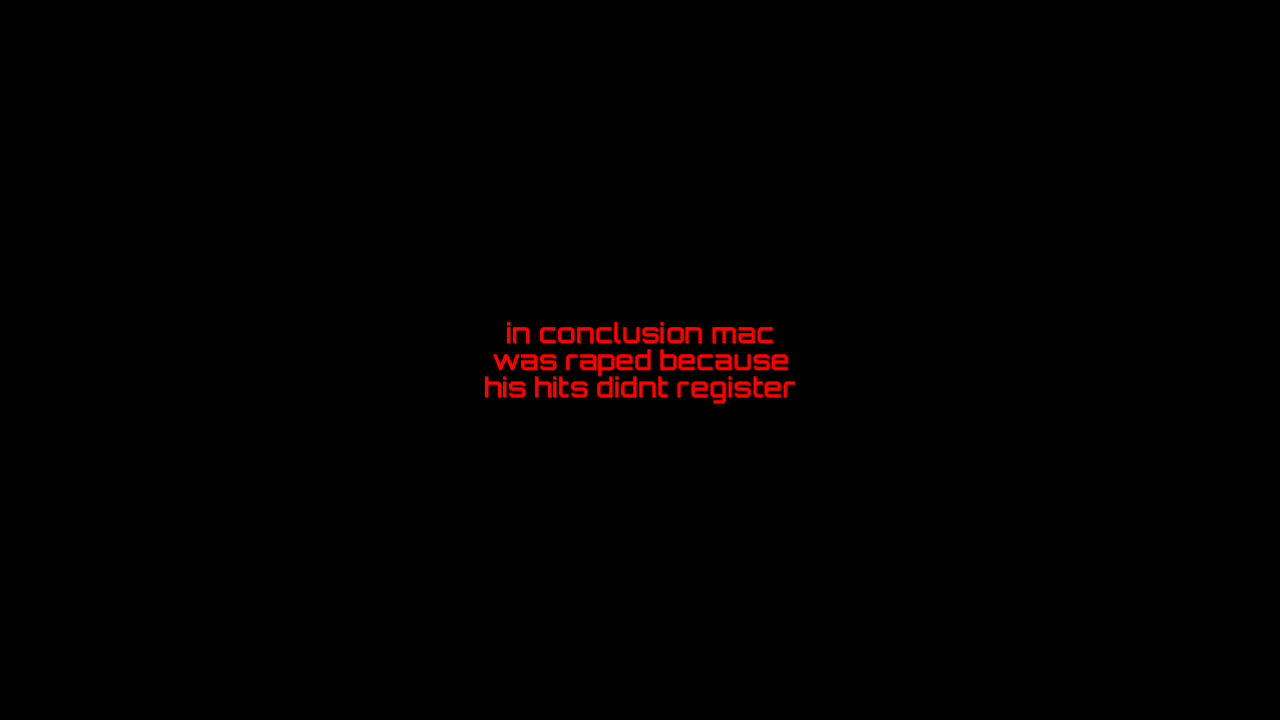 in conclusion mac
was raped because
his hits didnt register